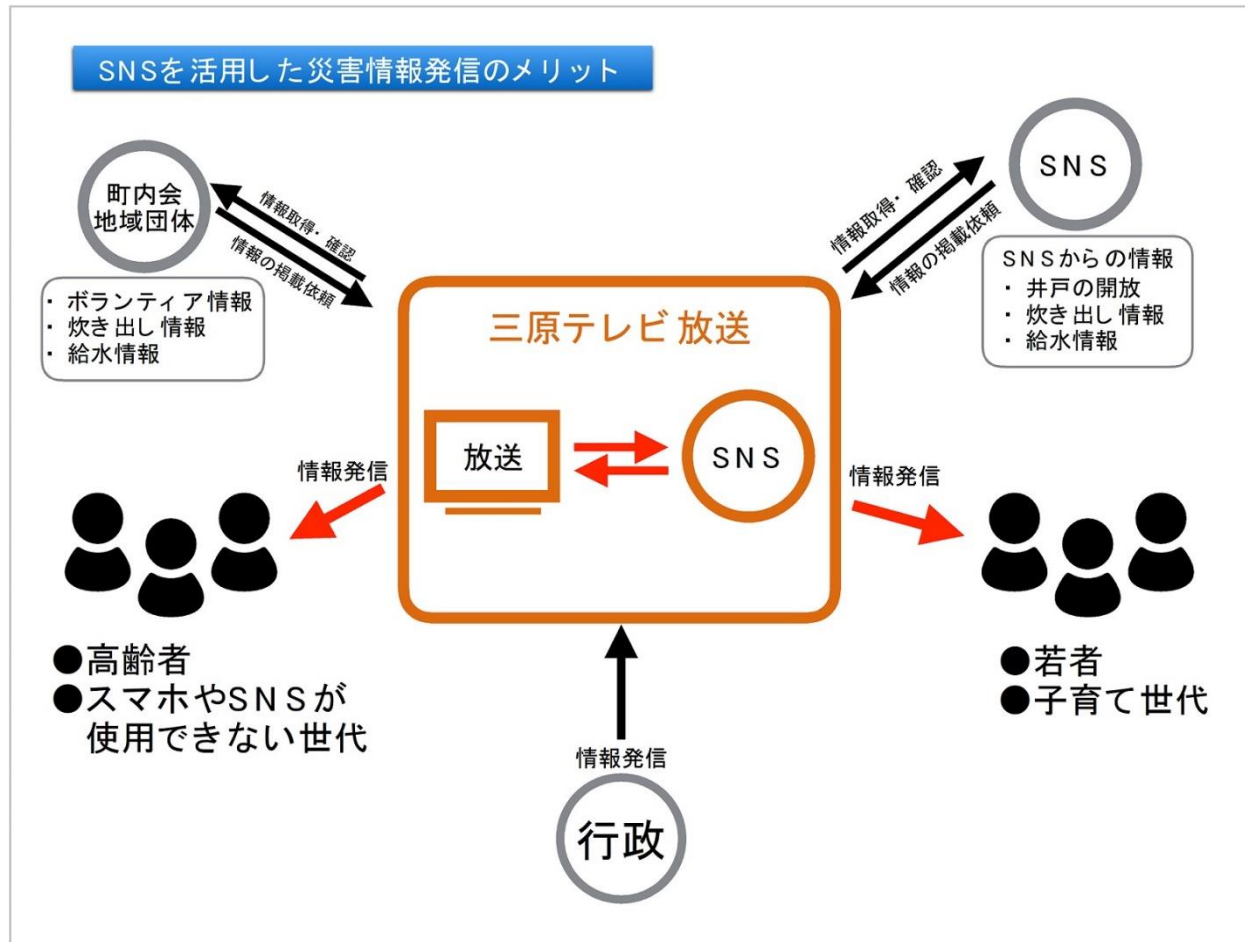 SNSを活用した災害情報発信のメリット
町内会
地域団体
情報取得・確認
情報の掲載依頼
・ ボランティア情報
・ 炊き出し情報
・ 給水情報
SNS
情報取得・確認
情報の掲載依頼
SNSからの情報
・ 井戸の開放
・ 炊き出し情報
・ 給水情報
三原テレビ放送
放送
SNS
情報発信
●高齢者
●スマホやSNSが
使用できない世代
情報発信
●若者
●子育て世代
情報発信
行政